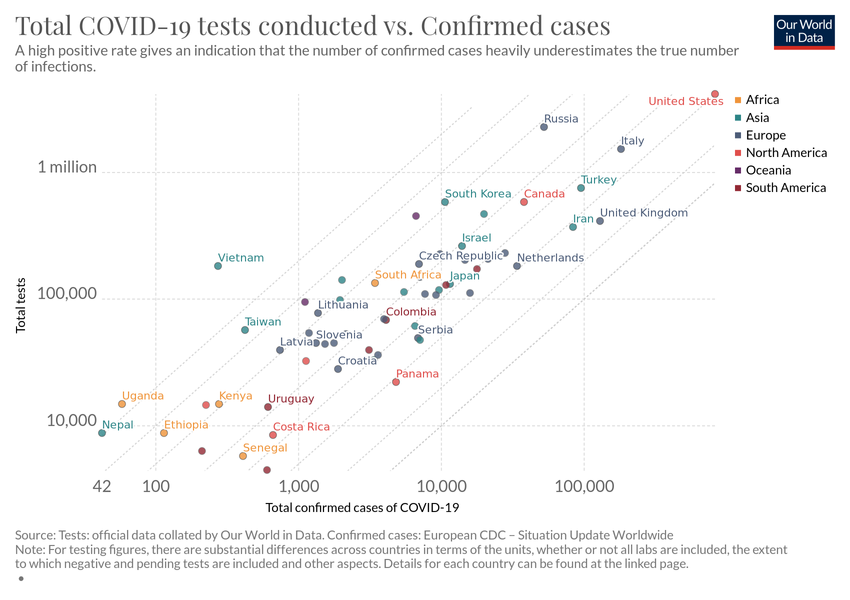 Total COVID-19 tests conducted vs. Confirmed cases
A high positive rate gives an indication that the number of confirmed cases heavily underestimates the true number
of infections.
Our World
in Data
United States
Africa
Asia
Europe
North America
Oceania
South America
Russia
Italy
1 million
Turkey
South Korea
Canada
Iran
United Kingdom
Israel
Czech Republic
Netherlands
Vietnam
South Africa
Japan
100,000
Lithuania
Colombia
Taiwan
Serbia
Slovenia
Latvia
Croatia
Panama
Uganda
Kenya
Uruguay
10,000
Nepal
Ethiopia
Costa Rica
Senegal
Total tests
42
100
1,000
10,000
100,000
Total confirmed cases of COVID-19
Source: Tests: official data collated by Our World in Data. Confirmed cases: European CDC – Situation Update Worldwide
Note: For testing figures, there are substantial differences across countries in terms of the units, whether or not all labs are included, the extent
to which negative and pending tests are included and other aspects. Details for each country can be found at the linked page.
•